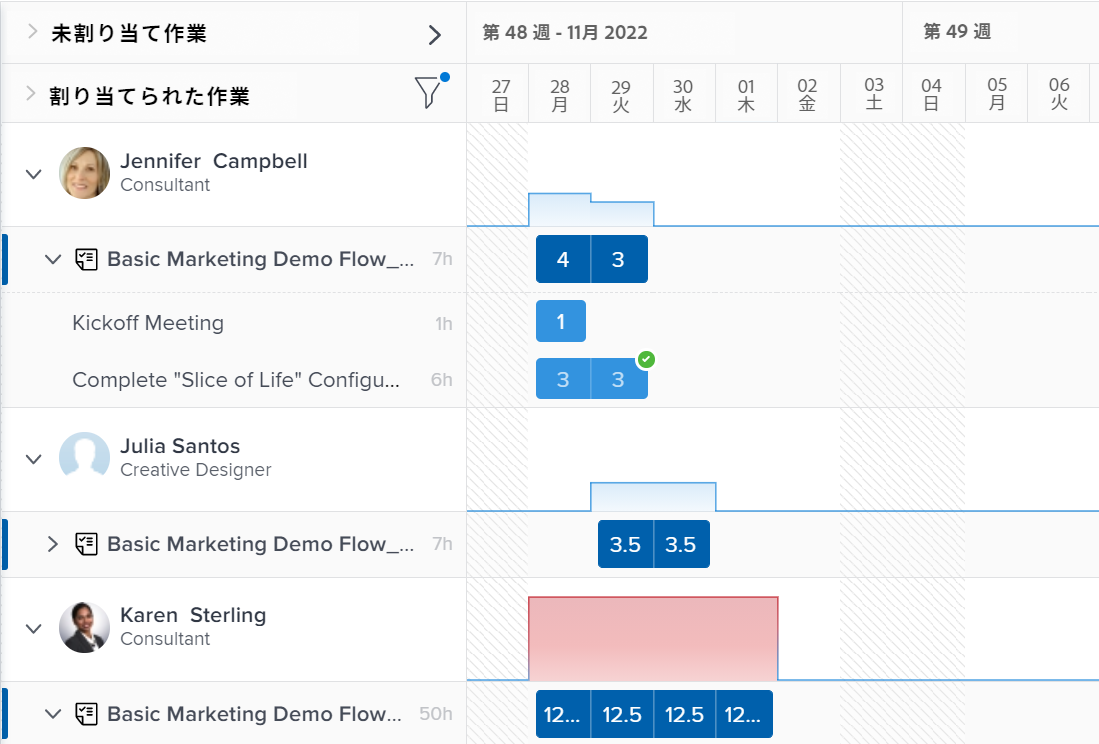 未割り当て作業
第 48 週 - 11月 2022
第 49 週
割り当てられた作業
27 28 29 30 01 02 03 04 05 06
日 月 火 水 木 金 土 日 月 火
Jennifer Campbell
Consultant
Basic Marketing Demo Flow_... 7h 4 3
Kickoff Meeting 1h 1
Complete "Slice of Life" Configu... 6h 3 3
Julia Santos
Creative Designer
Basic Marketing Demo Flow_... 7h 3.5 3.5
Karen Sterling
Consultant
Basic Marketing Demo Flow... 50h 12... 12.5 12.5 12...